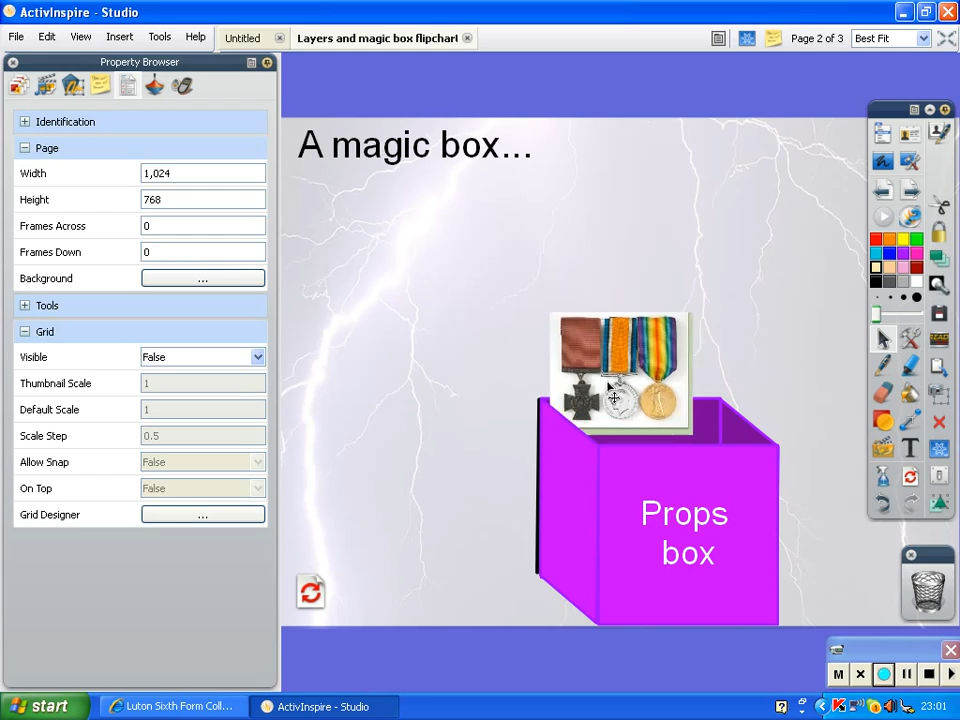 ActivInspire - Studio
File Edit View Insert Tools Help
Untitled
Layers and magic box flipchart
Page 2 of 3
Best Fit
Property Browser
Identification
Page
Width 1,024
Height 768
Frames Across 0
Frames Down 0
Background ...
Tools
Grid
Visible False
Thumbnail Scale 1
Default Scale 1
Scale Step 0.5
Allow Snap False
On Top False
Grid Designer ...
A magic box...
Props
box
READ
T
M
start
Luton Sixth Form Coll...
ActivInspire - Studio
23:01